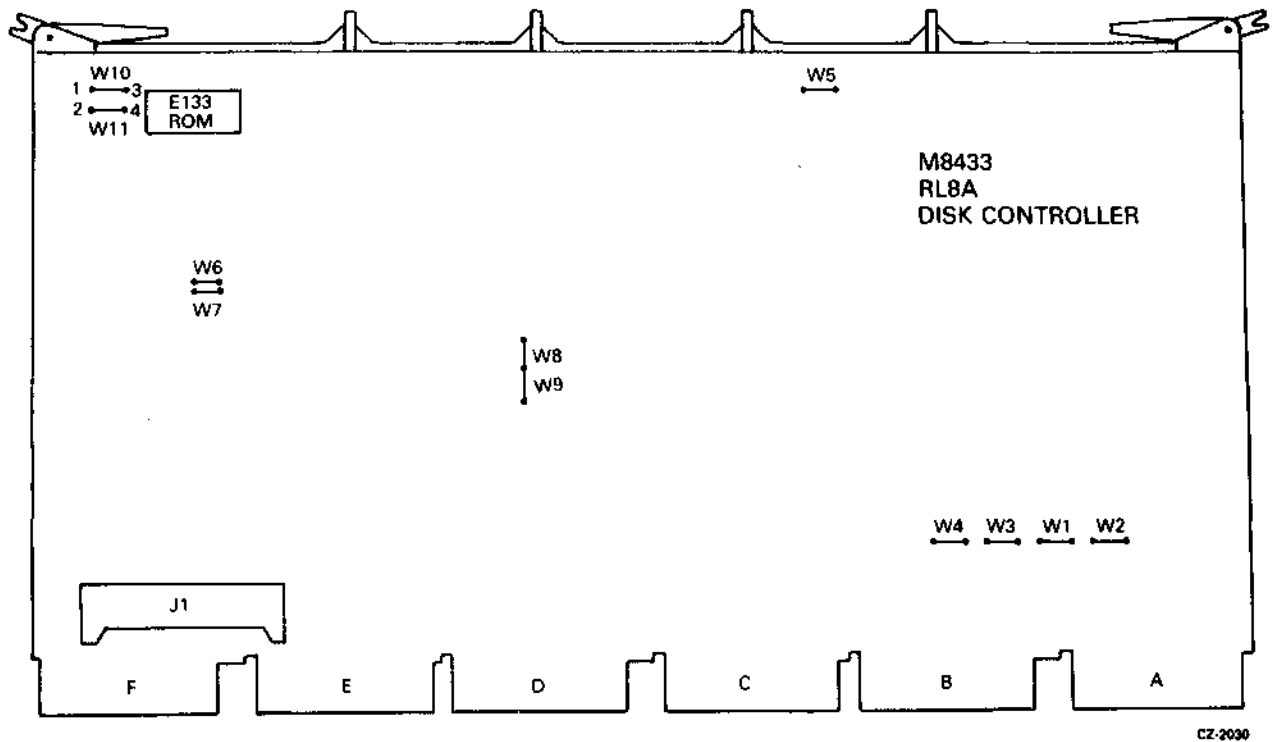 W10
1 3
2 4
W11
E133
ROM
W5
M8433
RL8A
DISK CONTROLLER
W6
W7
W8
W9
W4 W3 W1 W2
J1
F E D C B A
CZ-2030